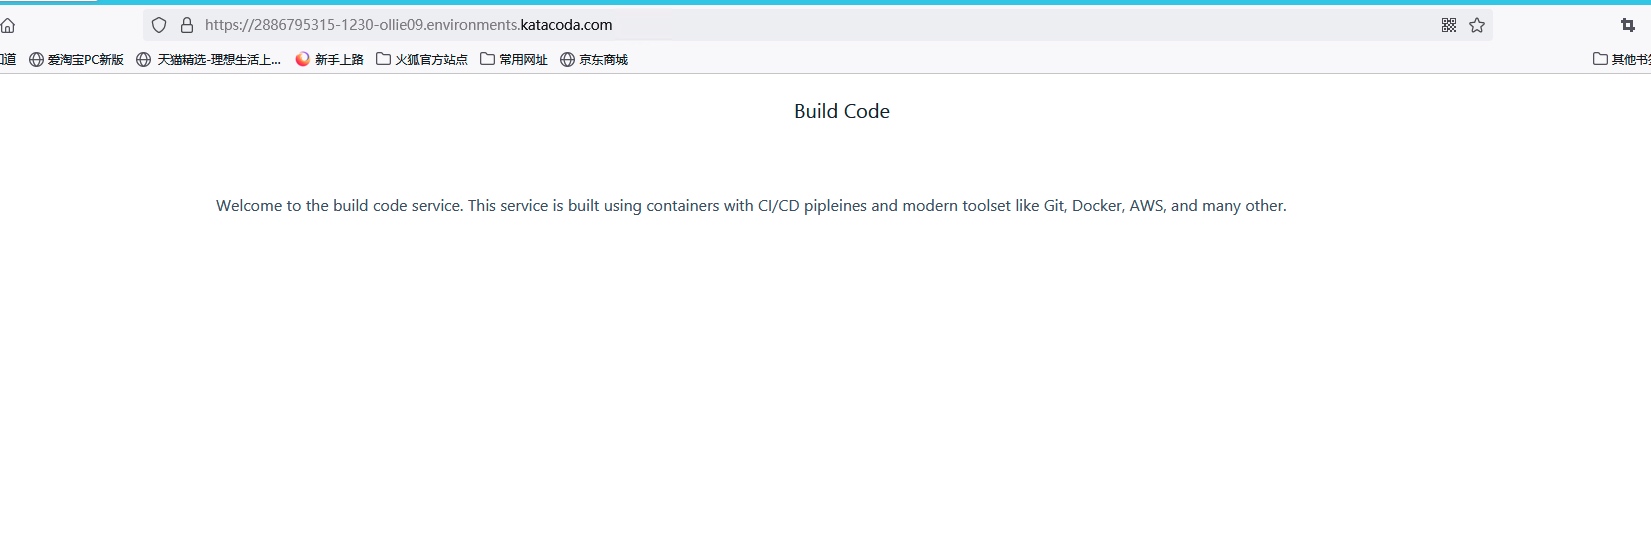 https://2886795315-1230-ollie09.environments.katacoda.com
道 爱淘宝PC新版 天猫精选-理想生活上... 新手上路 火狐官方站点 常用网址 京东商城 其他书
Build Code
Welcome to the build code service. This service is built using containers with CI/CD pipleines and modern toolset like Git, Docker, AWS, and many other.